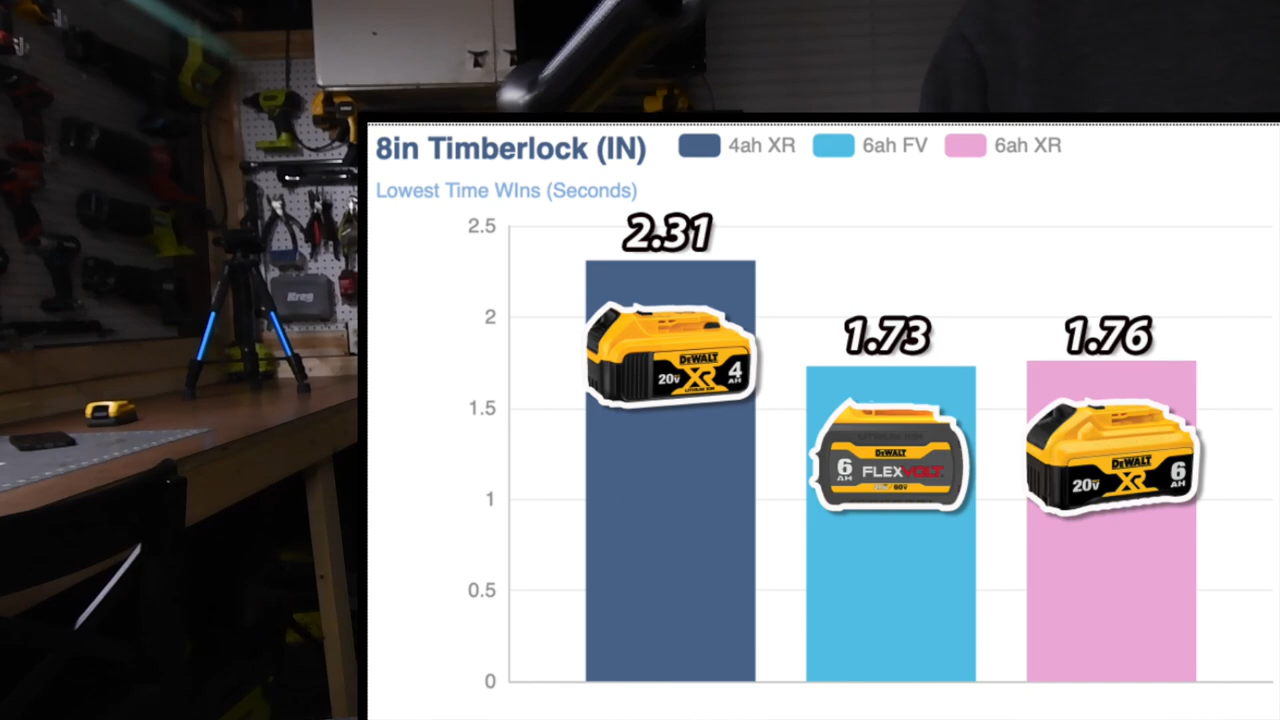 8in Timberlock (IN)
4ah XR
6ah FV
6ah XR
Lowest Time WIns (Seconds)
2.5
2
1.5
1
0.5
0
2.31
1.73
1.76
DEWALT
20V XR 4 AH
LITHIUM ION
DEWALT
6 AH FLEXVOLT
DEWALT
20V XR 6 AH
Kreg